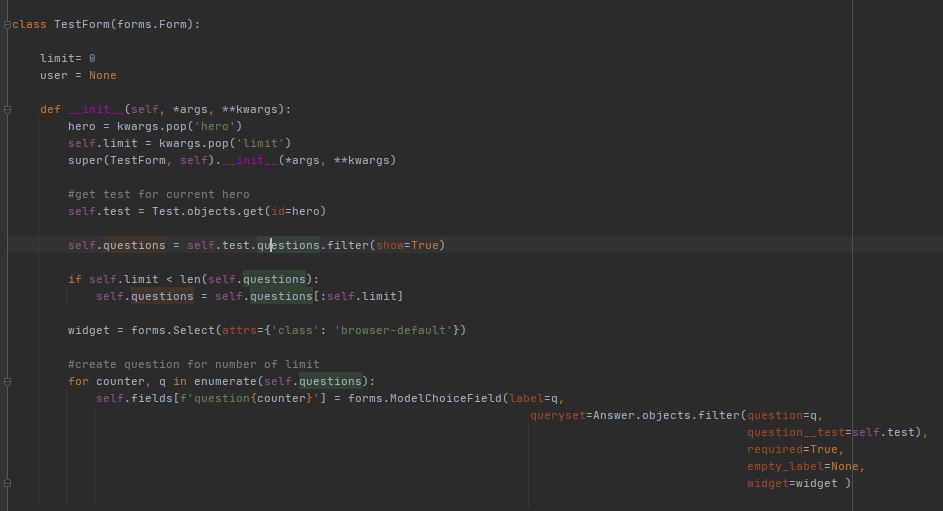 class TestForm(forms.Form):
limit= 0
user = None
def __init__(self, *args, **kwargs):
hero = kwargs.pop('hero')
self.limit = kwargs.pop('limit')
super(TestForm, self).__init__(*args, **kwargs)
#get test for current hero
self.test = Test.objects.get(id=hero)
self.questions = self.test.questions.filter(show=True)
if self.limit < len(self.questions):
self.questions = self.questions[:self.limit]
widget = forms.Select(attrs={'class': 'browser-default'})
#create question for number of limit
for counter, q in enumerate(self.questions):
self.fields[f'question{counter}'] = forms.ModelChoiceField(label=q,
queryset=Answer.objects.filter(question=q,
question__test=self.test),
required=True,
empty_label=None,
widget=widget )